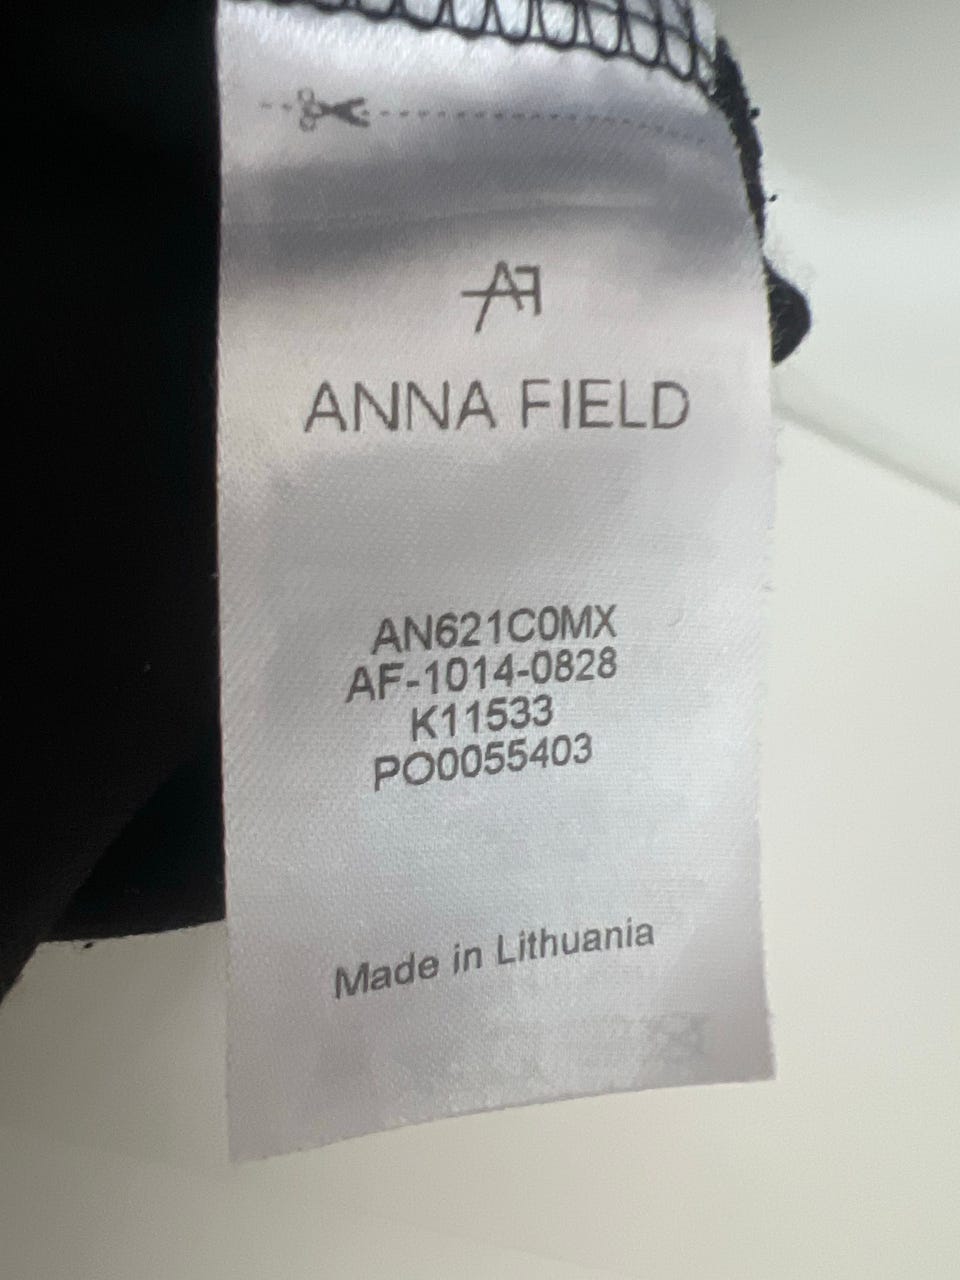 AF
ANNA FIELD
AN621C0MX
AF-1014-0828
K11533
PO0055403
Made in Lithuania